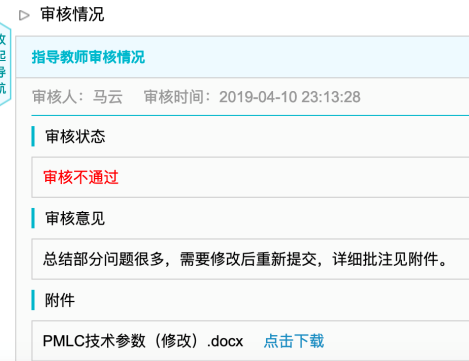 ▷ 审核情况
收起导航
指导教师审核情况
审核人：马云 审核时间：2019-04-10 23:13:28
审核状态
审核不通过
审核意见
总结部分问题很多，需要修改后重新提交，详细批注见附件。
附件
PMLC技术参数（修改）.docx 点击下载